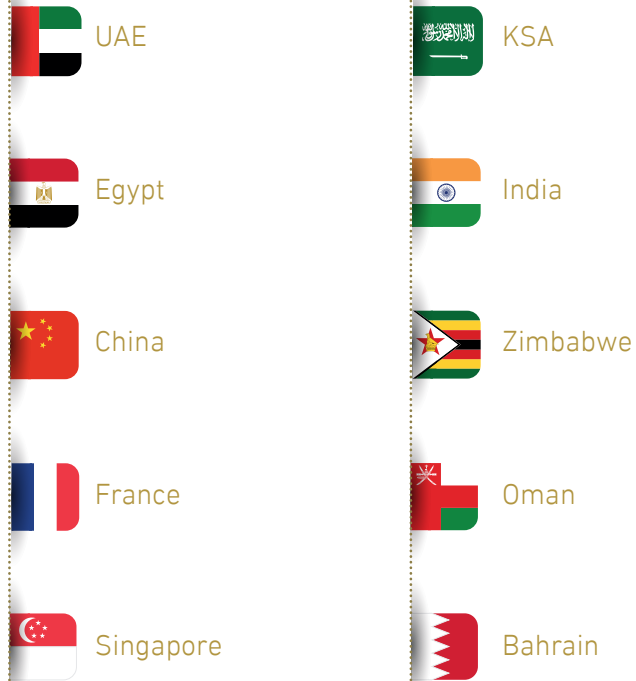 UAE
KSA
Egypt
India
China
Zimbabwe
France
Oman
Singapore
Bahrain